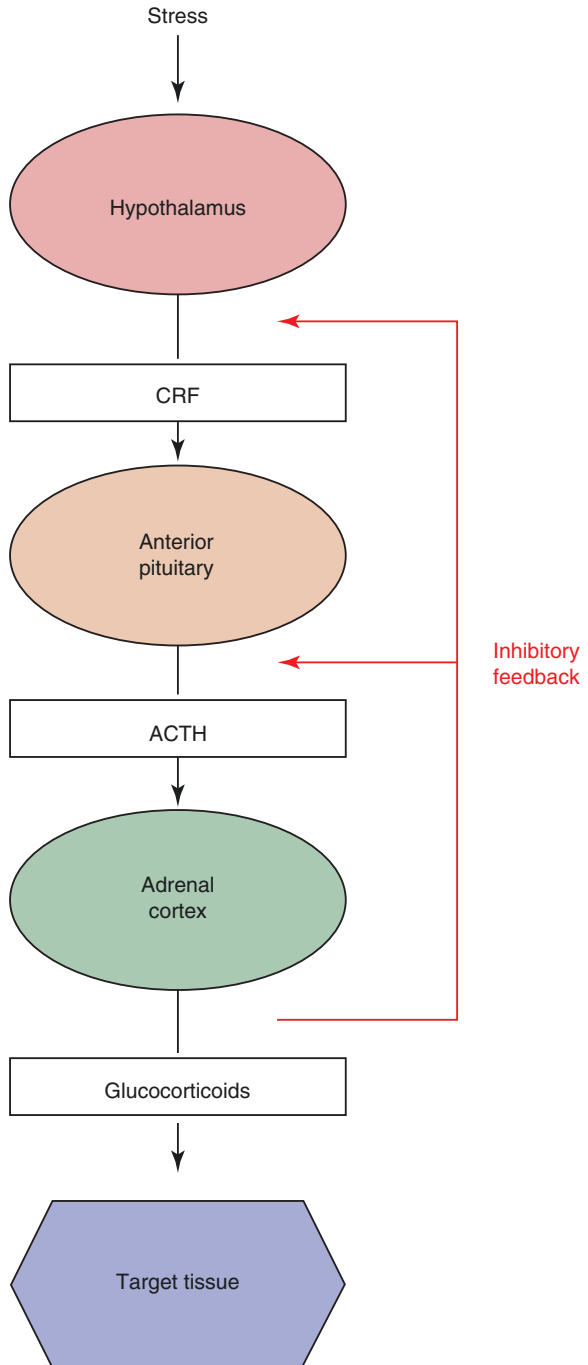 Stress
Hypothalamus
CRF
Anterior
pituitary
Inhibitory
feedback
ACTH
Adrenal
cortex
Glucocorticoids
Target tissue